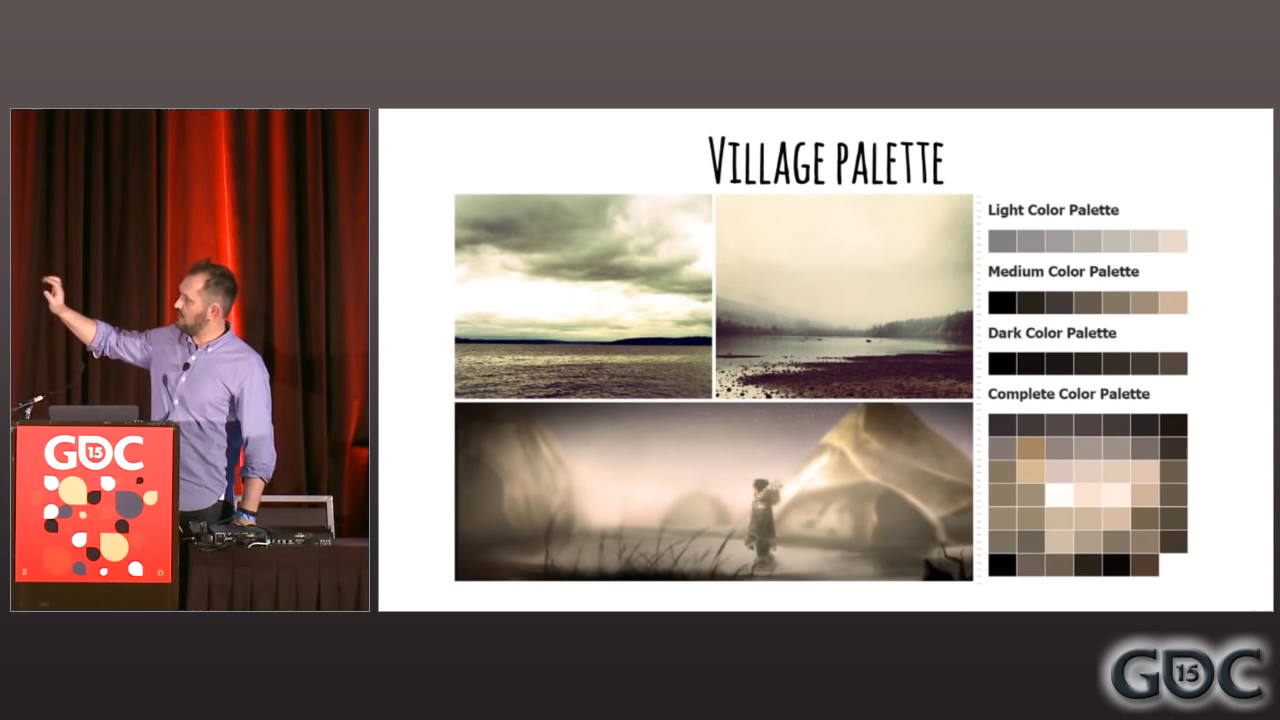 VILLAGE PALETTE
Light Color Palette
Medium Color Palette
Dark Color Palette
Complete Color Palette
GDC
15
GDC
15